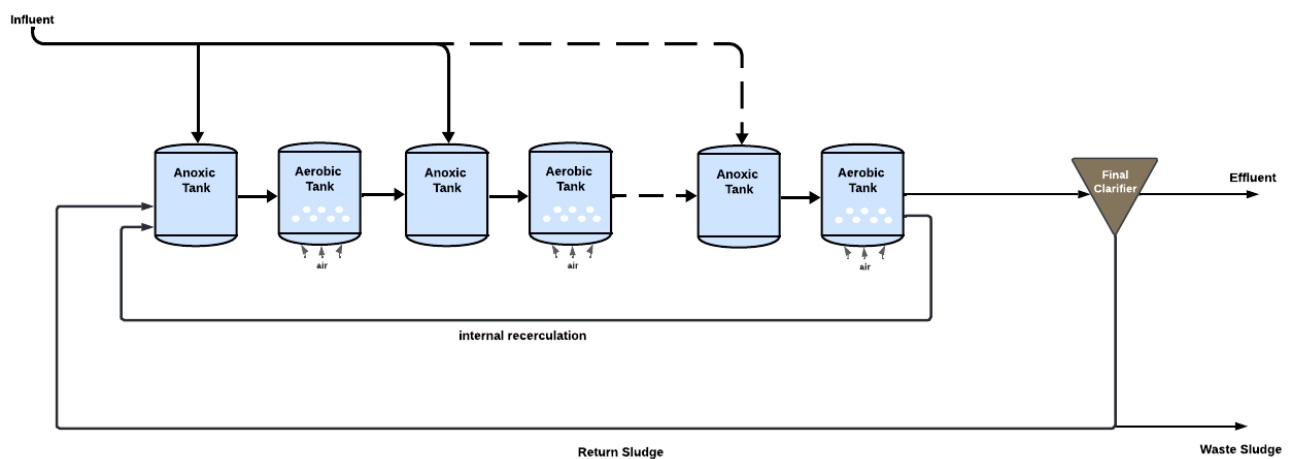 Influent
Anoxic
Tank
Aerobic
Tank
Anoxic
Tank
Aerobic
Tank
Anoxic
Tank
Aerobic
Tank
Final
Clarifier
Effluent
air
air
air
internal recerculation
Return Sludge
Waste Sludge